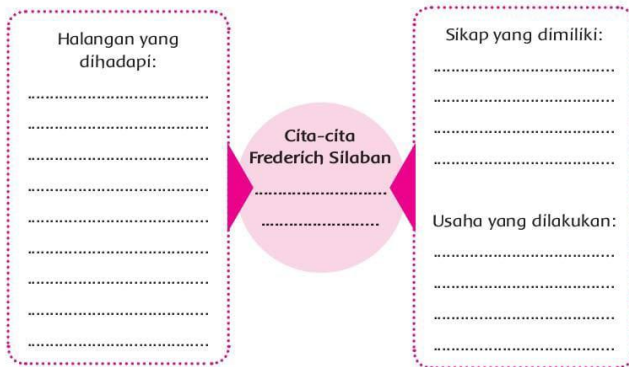 Halangan yang
dihadapi:
Cita-cita
Frederich Silaban
Sikap yang dimiliki:
Usaha yang dilakukan: